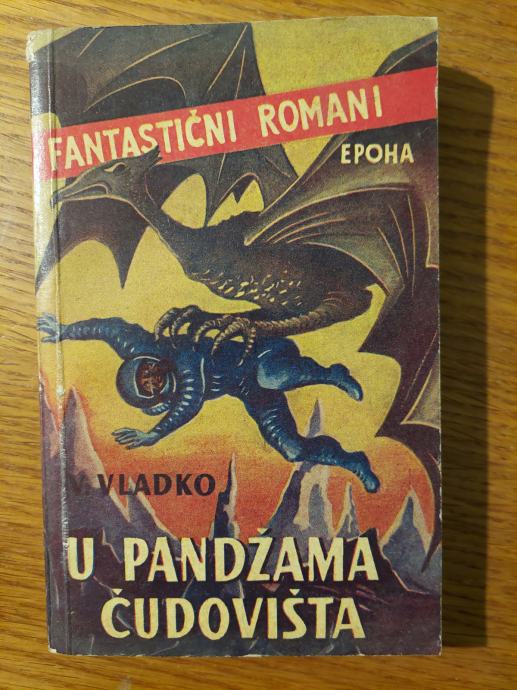 FANTASTIČNI ROMANI
EPOHA
V. VLADKO
U PANDŽAMA
ČUDOVIŠTA